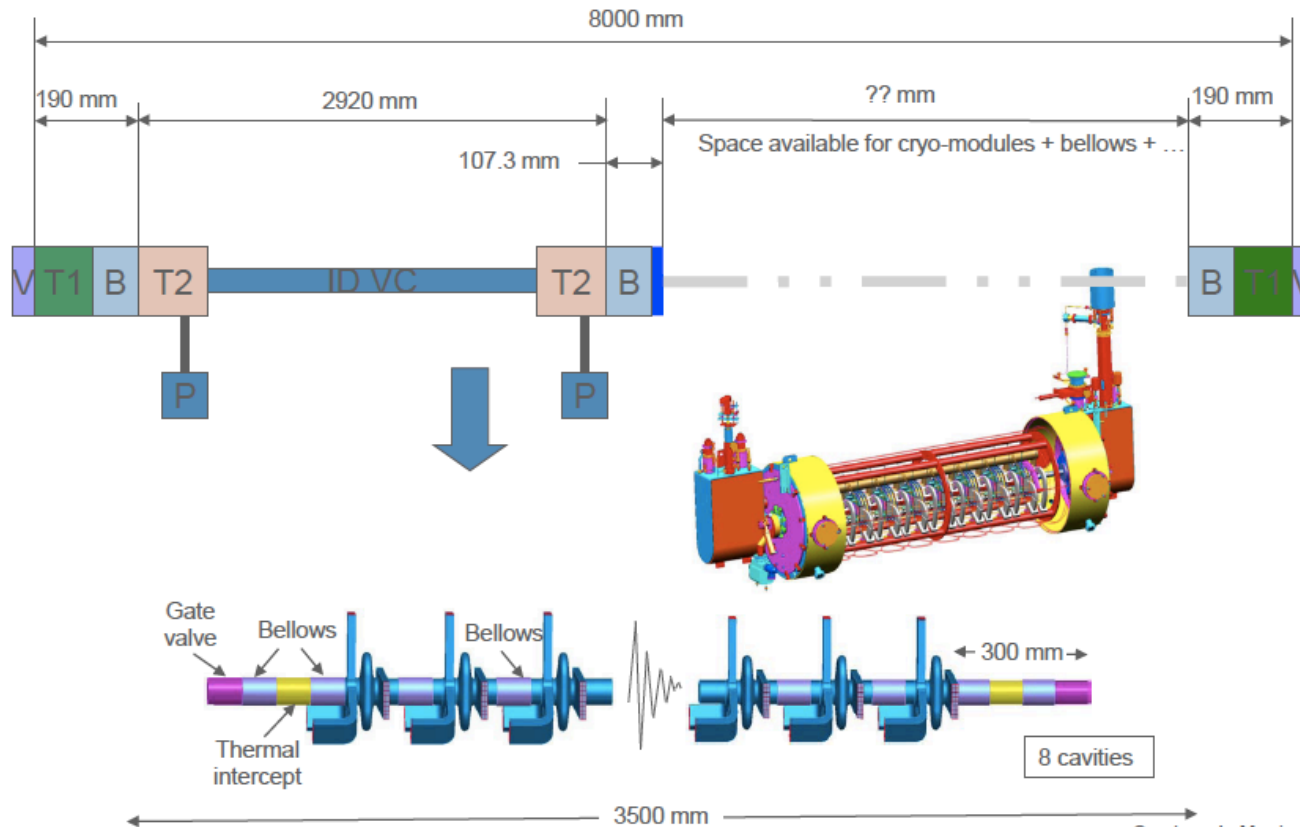 8000 mm
190 mm
2920 mm
?? mm
190 mm
Space available for cryo-modules + bellows + …
107.3 mm
V T1 B T2 ID VC T2 B B T1 V
P P
Gate
valve
Bellows
Bellows
300 mm
Thermal
intercept
8 cavities
3500 mm